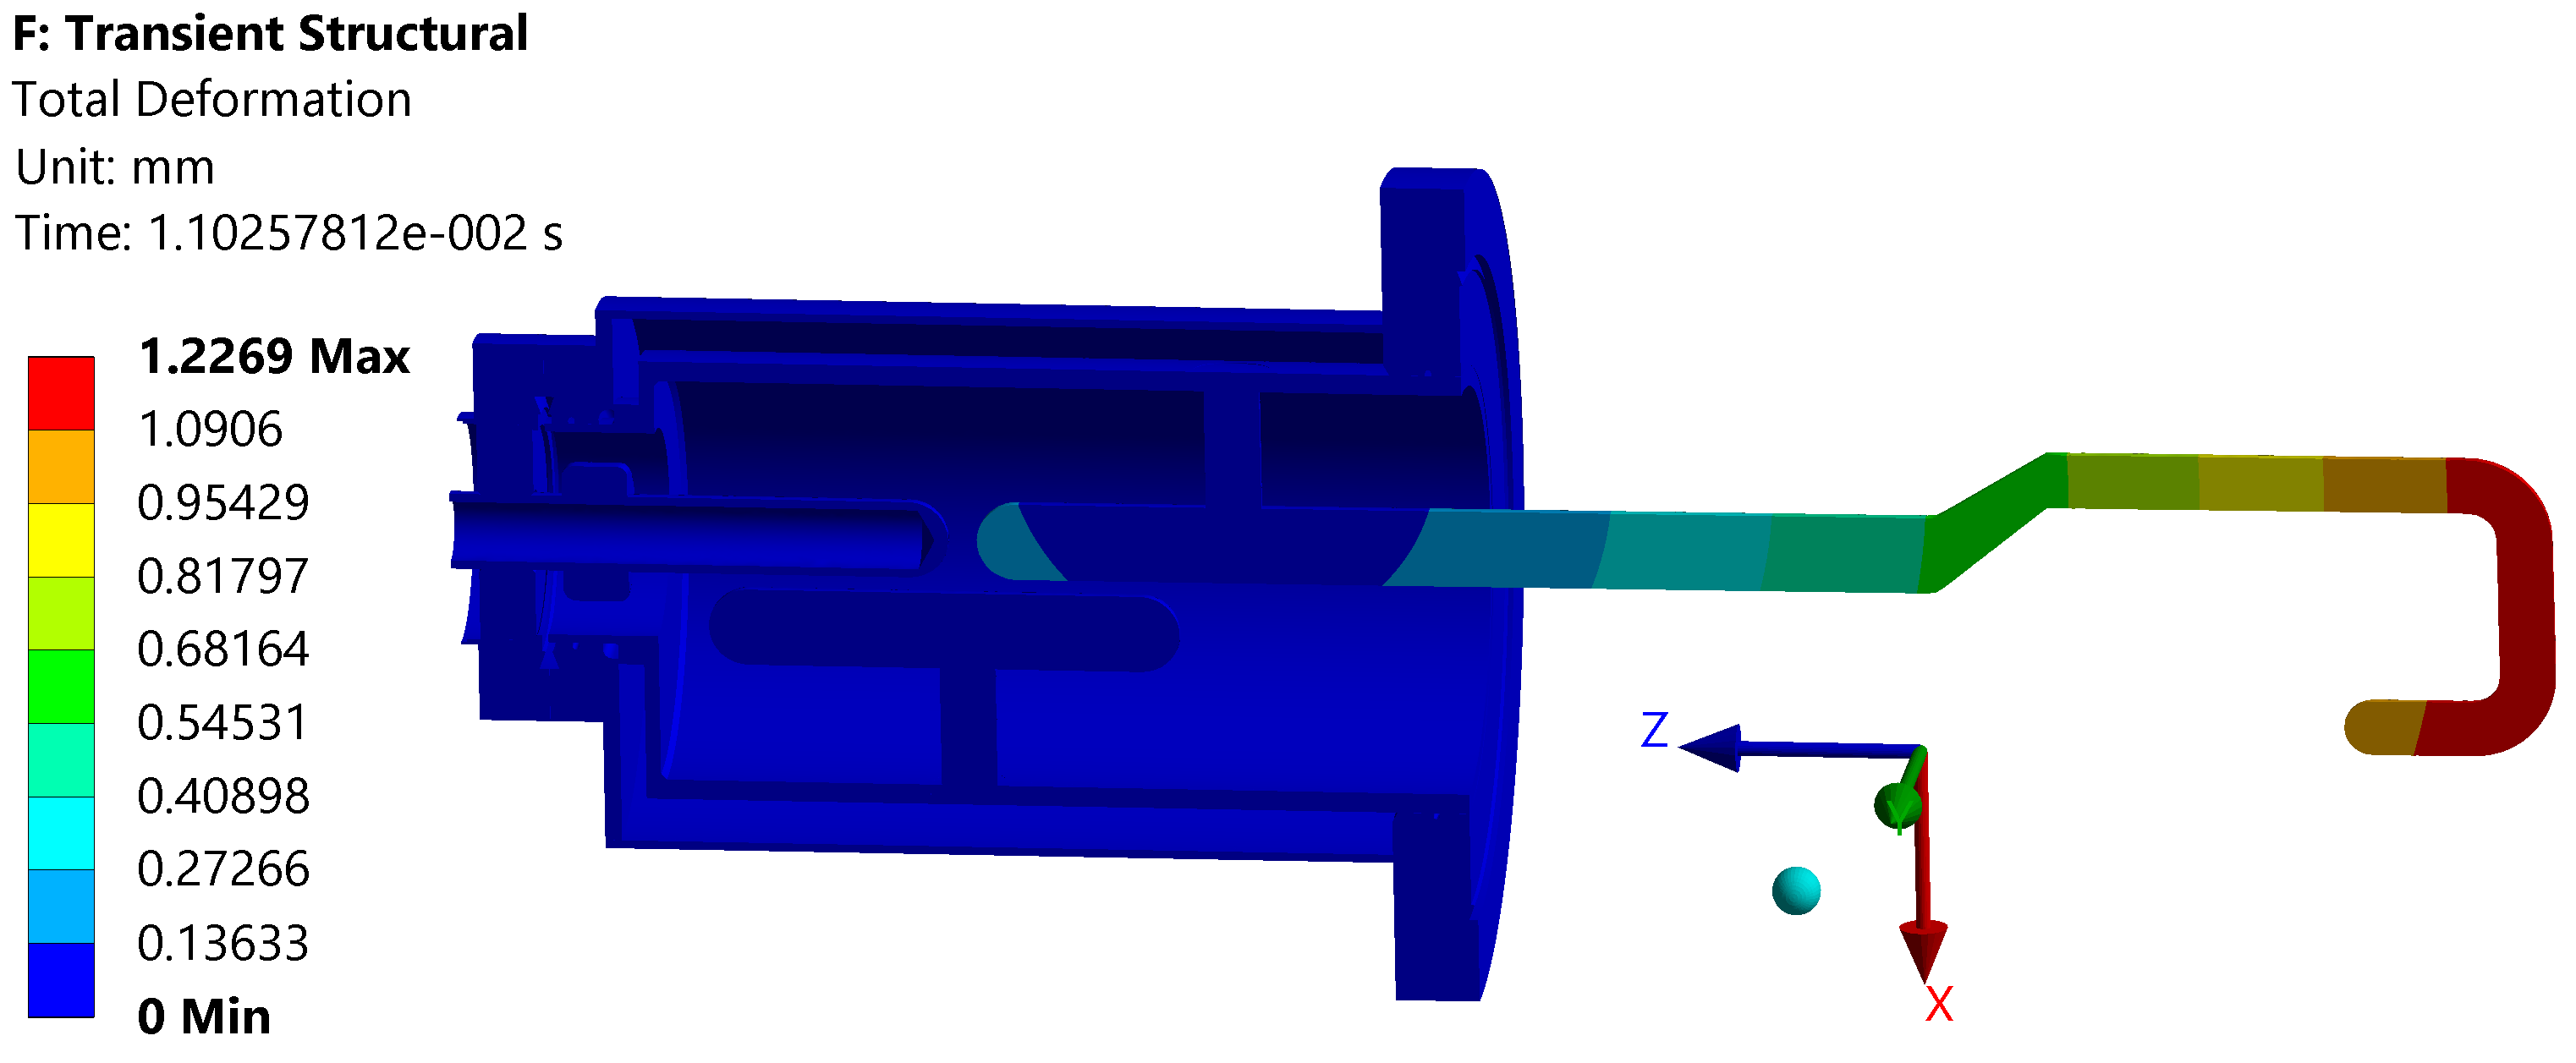 F: Transient Structural
Total Deformation
Unit: mm
Time: 1.10257812e-002 s
1.2269 Max
1.0906
0.95429
0.81797
0.68164
0.54531
0.40898
0.27266
0.13633
0 Min
Z
Y
X